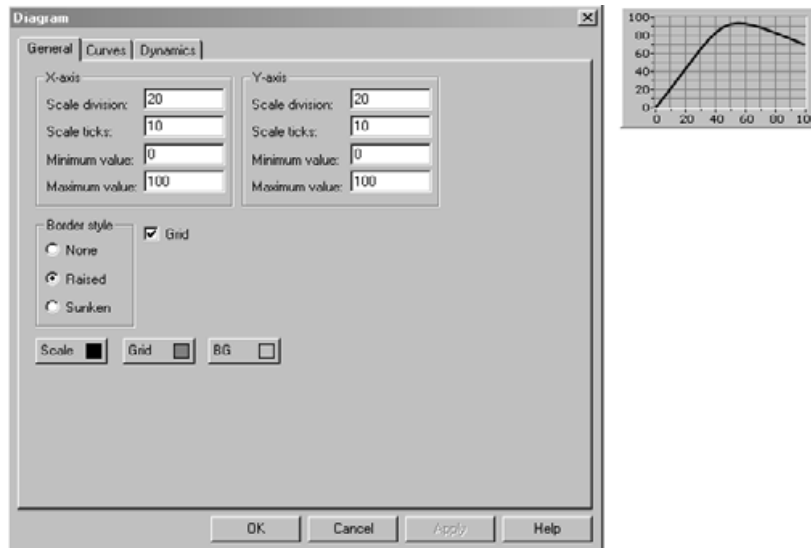 Diagram
General Curves Dynamics
X-axis
Scale division: 20
Scale ticks: 10
Minimum value: 0
Maximum value: 100
Y-axis
Scale division: 20
Scale ticks: 10
Minimum value: 0
Maximum value: 100
Border style
None
Raised
Sunken
Grid
Scale Grid BG
OK Cancel Apply Help
100
80
60
40
20
0
0 20 40 60 80 100